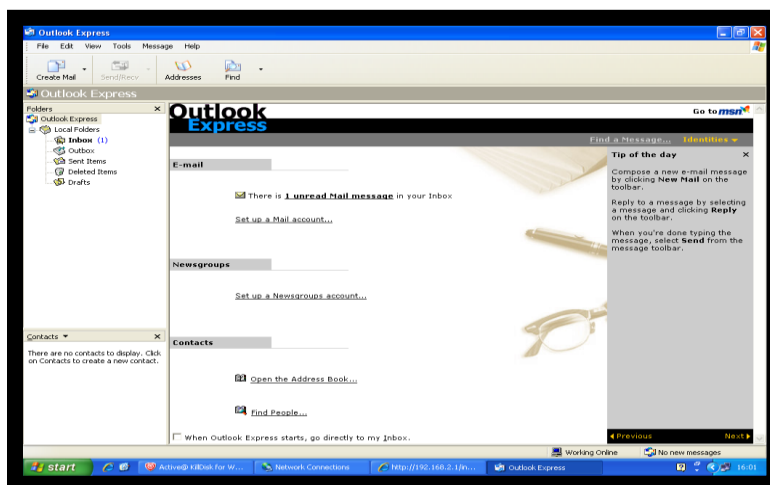 Outlook Express
File Edit View Tools Message Help
Create Mail Send/Recv Addresses Find
Outlook Express
Folders
Outlook Express
Local Folders
Inbox (1)
Outbox
Sent Items
Deleted Items
Drafts
Contacts
There are no contacts to display. Click
on Contacts to create a new contact.
Outlook
Express
Go to msn
Find a Message... Identities
E-mail
There is 1 unread Mail message in your Inbox
Set up a Mail account...
Newsgroups
Set up a Newsgroups account...
Contacts
Open the Address Book...
Find People...
When Outlook Express starts, go directly to my Inbox.
Tip of the day
Compose a new e-mail message
by clicking New Mail on the
toolbar.
Reply to a message by selecting
a message and clicking Reply
on the toolbar.
When you're done typing the
message, select Send from the
message toolbar.
Previous Next
Working Online No new messages
start Active@ KillDisk for W... Network Connections http://192.168.2.1/in... Outlook Express 16:01